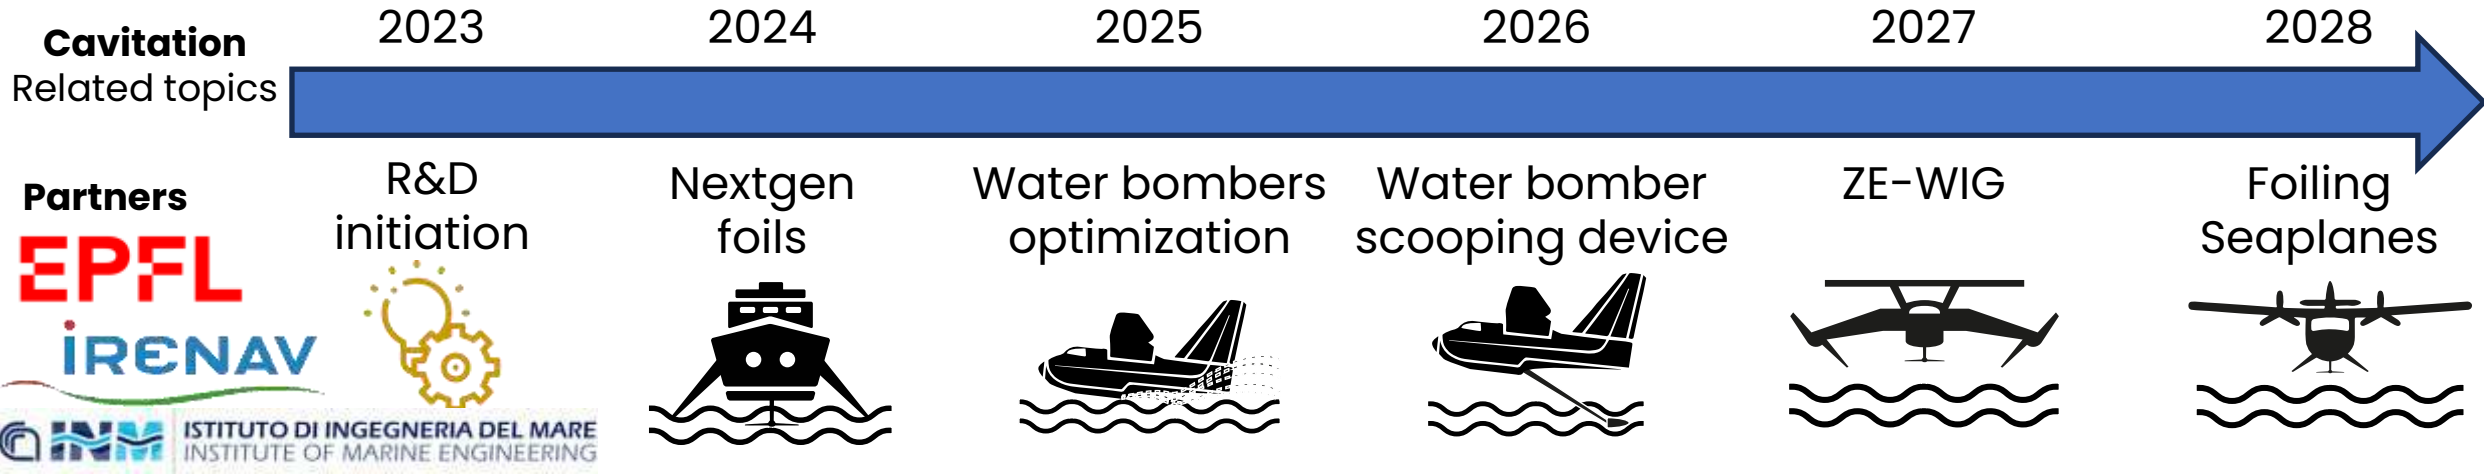 Cavitation
Related topics
2023
2024
2025
2026
2027
2028
Partners
EPFL
iRENAV
INM
ISTITUTO DI INGEGNERIA DEL MARE
INSTITUTE OF MARINE ENGINEERING
R&D
initiation
Nextgen
foils
Water bombers
optimization
Water bomber
scooping device
ZE-WIG
Foiling
Seaplanes